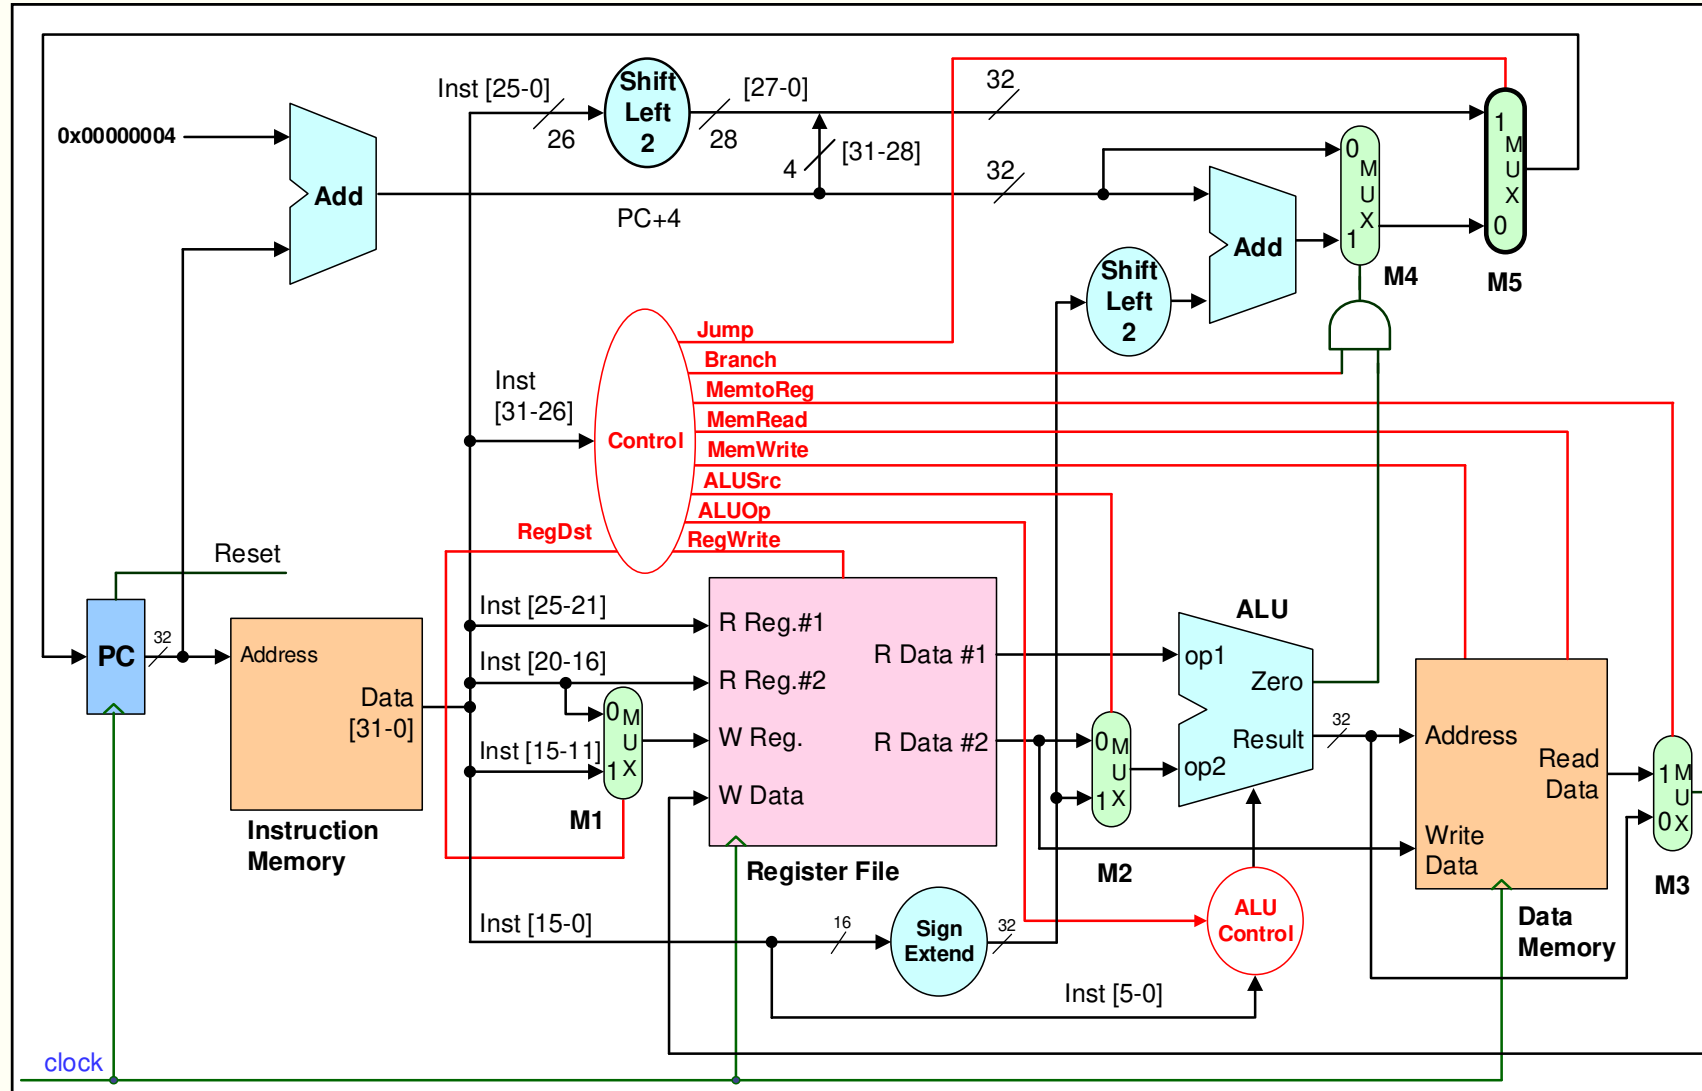 Inst [25-0]
26
Shift
Left
2
[27-0]
28
4
[31-28]
32
1
M
U
X
0
M5
0x00000004
Add
PC+4
32
0
M
U
X
1
M4
Add
Shift
Left
2
Inst
[31-26]
Control
Jump
Branch
MemtoReg
MemRead
MemWrite
ALUSrc
ALUOp
RegWrite
RegDst
Reset
PC
32
Address
Data
[31-0]
Instruction
Memory
Inst [25-21]
Inst [20-16]
Inst [15-11]
0
M
U
X
1
M1
R Reg.#1
R Reg.#2
W Reg.
W Data
R Data #1
R Data #2
Register File
0
M
U
X
1
M2
ALU
op1
Zero
Result
op2
32
Address
Read
Data
Write
Data
Data
Memory
1
M
U
X
0
M3
Inst [15-0]
16
Sign
Extend
32
ALU
Control
Inst [5-0]
clock